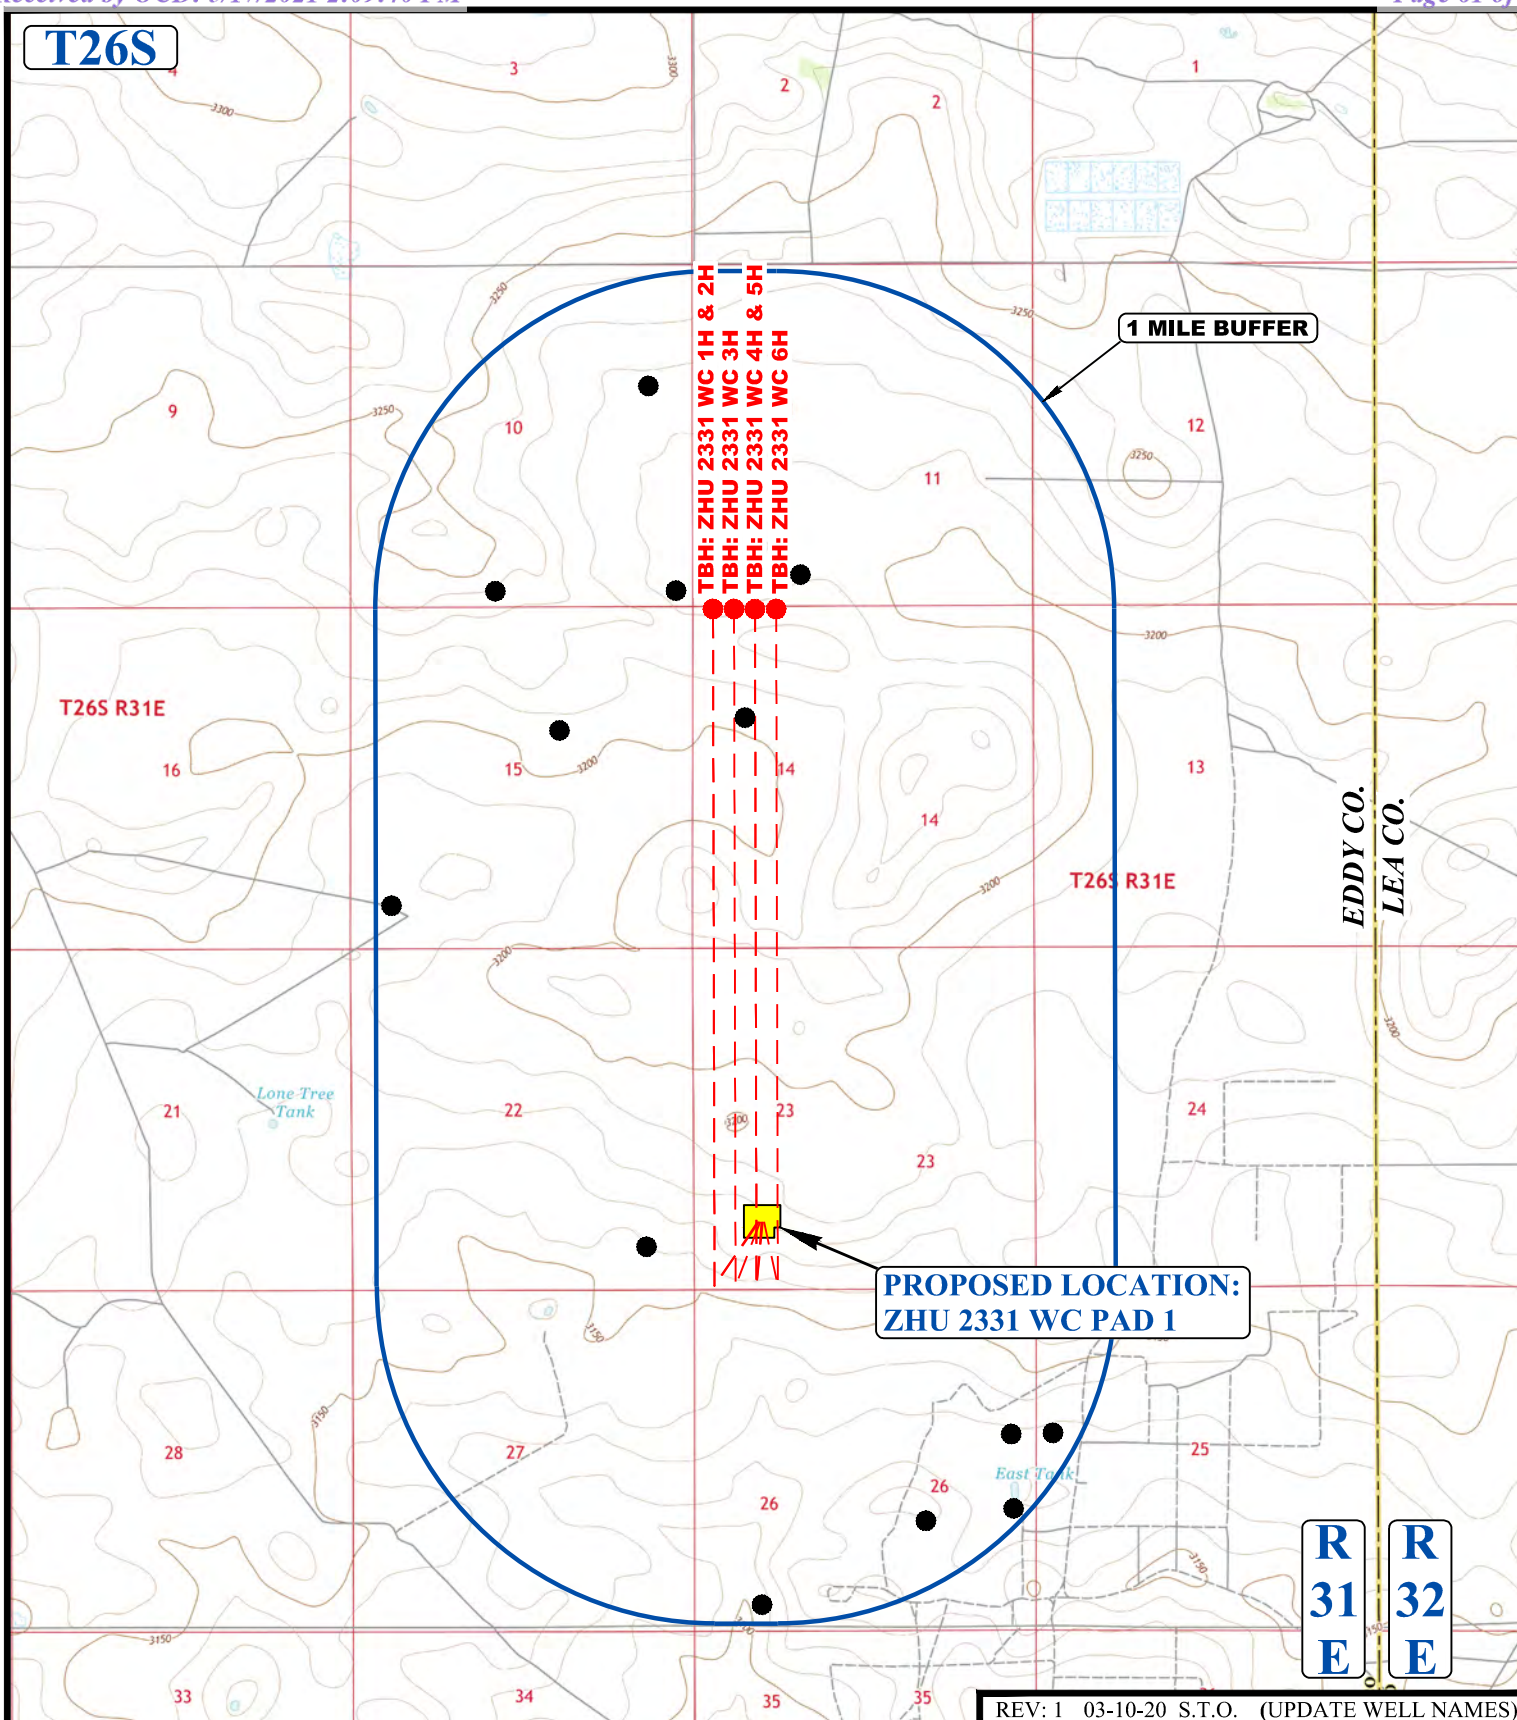 T26S
4
3
2
2
1
3300
3300
3250
3250
1 MILE BUFFER
TBH: ZHU 2331 WC 1H & 2H
TBH: ZHU 2331 WC 3H
TBH: ZHU 2331 WC 4H & 5H
TBH: ZHU 2331 WC 6H
9
3250
10
11
12
3250
3200
T26S R31E
16
15
3200
14
14
13
EDDY CO.
LEA CO.
T26S R31E
3200
3200
3200
Lone Tree
Tank
21
22
3200
23
23
24
PROPOSED LOCATION:
ZHU 2331 WC PAD 1
3150
3150
28
27
26
26
East Tank
25
3150
R
31
E
R
32
E
3150
33
34
35
35
REV: 1 03-10-20 S.T.O. (UPDATE WELL NAMES)